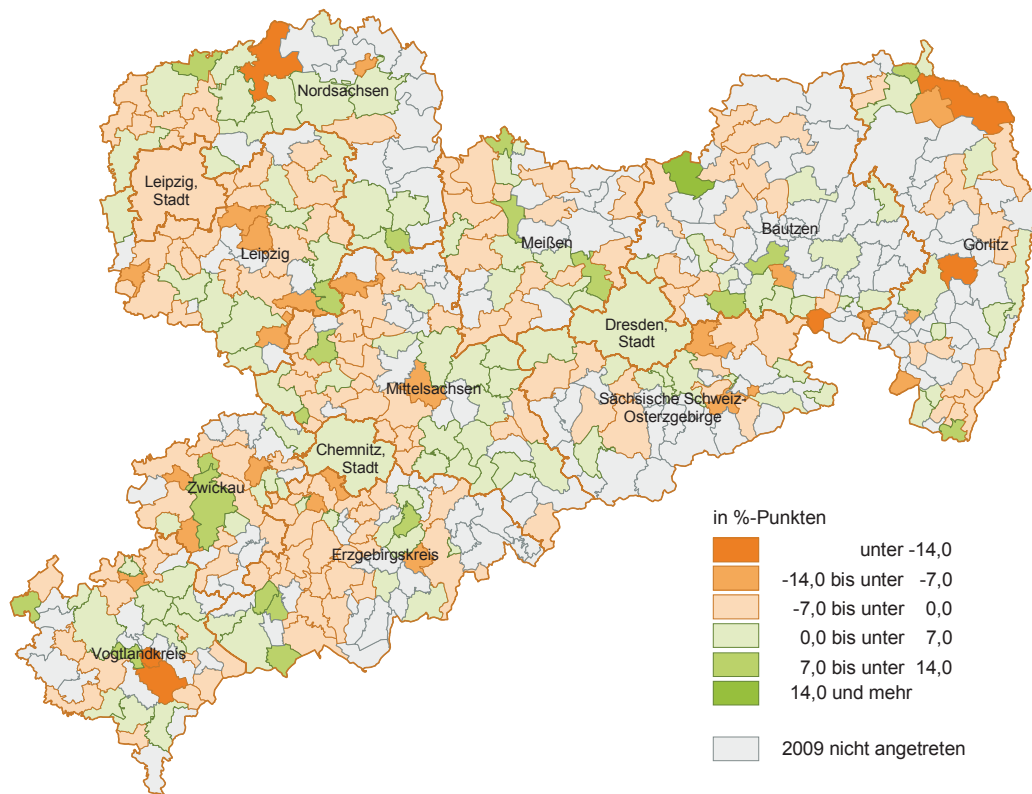 Nordsachsen
Leipzig,
Stadt
Leipzig
Meißen
Bautzen
Görlitz
Dresden,
Stadt
Mittelsachsen
Sächsische Schweiz-
Osterzgebirge
Chemnitz,
Stadt
Zwickau
Erzgebirgskreis
Vogtlandkreis
in %-Punkten
unter -14,0
-14,0 bis unter -7,0
-7,0 bis unter 0,0
0,0 bis unter 7,0
7,0 bis unter 14,0
14,0 und mehr
2009 nicht angetreten